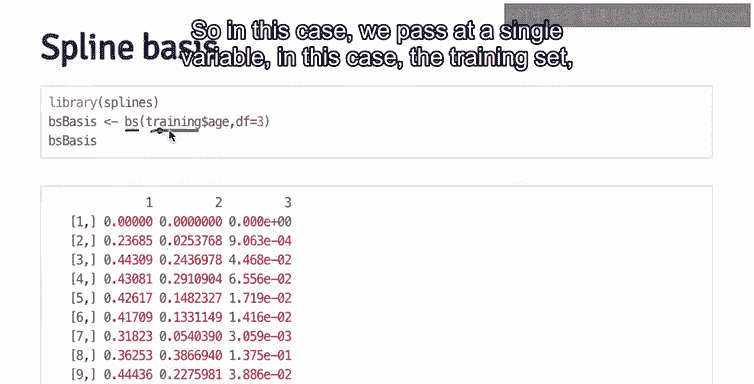 So in this case, we pass at a single
variable, in this case, the training set,
Spline basis
library(splines)
bsBasis <- bs(training$age,df=3)
bsBasis
1 2 3
[1,] 0.00000 0.0000000 0.000e+00
[2,] 0.23685 0.0253768 9.063e-04
[3,] 0.44309 0.2436978 4.468e-02
[4,] 0.43081 0.2910904 6.556e-02
[5,] 0.42617 0.1482327 1.719e-02
[6,] 0.41709 0.1331149 1.416e-02
[7,] 0.31823 0.0540390 3.059e-03
[8,] 0.36253 0.3866940 1.375e-01
[9,] 0.44436 0.2275981 3.886e-02